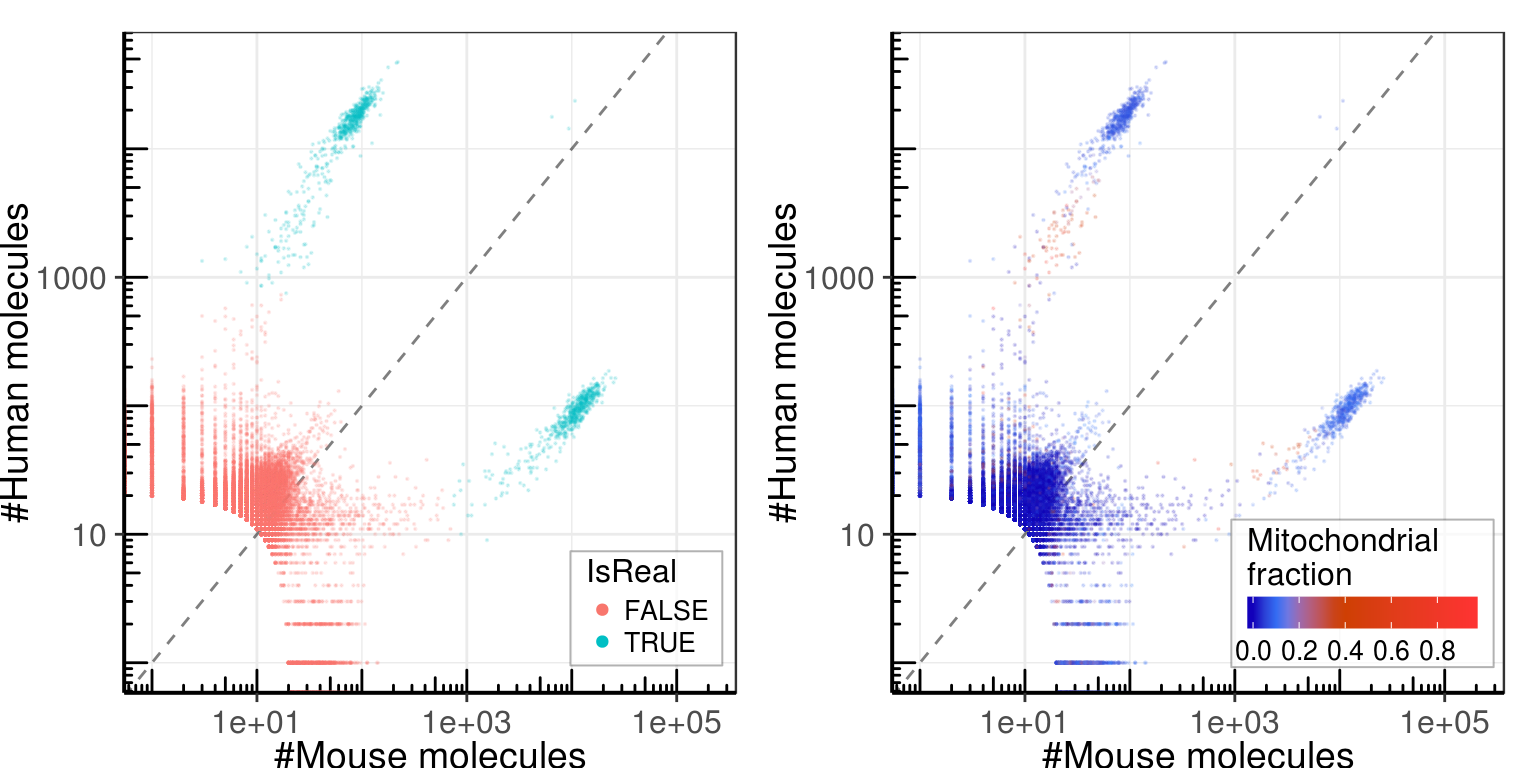 #Human molecules
1000
10
1e+01
1e+03
1e+05
#Mouse molecules
IsReal
FALSE
TRUE
#Human molecules
1000
10
1e+01
1e+03
1e+05
#Mouse molecules
Mitochondrial
fraction
0.0 0.2 0.4 0.6 0.8